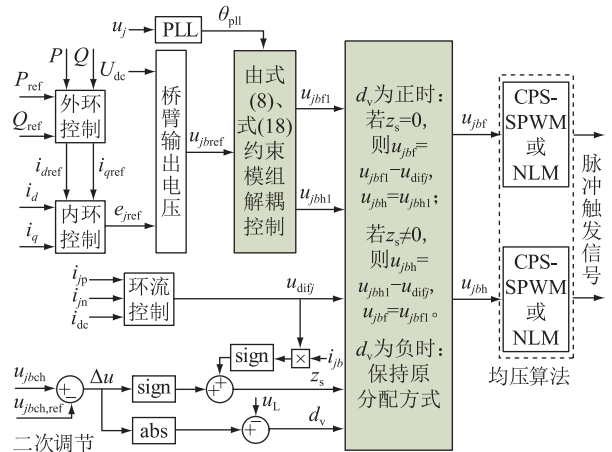 u_j
PLL
θ_pll
P
Q
U_dc
P_ref
Q_ref
外环
控制
i_dref
i_qref
i_d
i_q
内环
控制
e_jref
桥
臂
输
出
电
压
u_jbref
由式
(8)、
式(18)
约束
模组
解耦
控制
u_jbf1
u_jbh1
d_v为正时：
若z_s=0,
则u_jbf=
u_jbf1−u_difj,
u_jbh=u_jbh1；
若z_s≠0,
则u_jbh=
u_jbh1−u_difj,
u_jbf=u_jbf1。
d_v为负时：
保持原
分配方式
u_jbf
u_jbh
CPS-
SPWM
或
NLM
CPS-
SPWM
或
NLM
均压算法
脉
冲
触
发
信
号
i_jp
i_jn
i_dc
环流
控制
u_difj
sign
×
i_jb
u_jbch
u_jbch,ref
−
Δu
sign
+
+
z_s
abs
u_L
−
d_v
二次调节